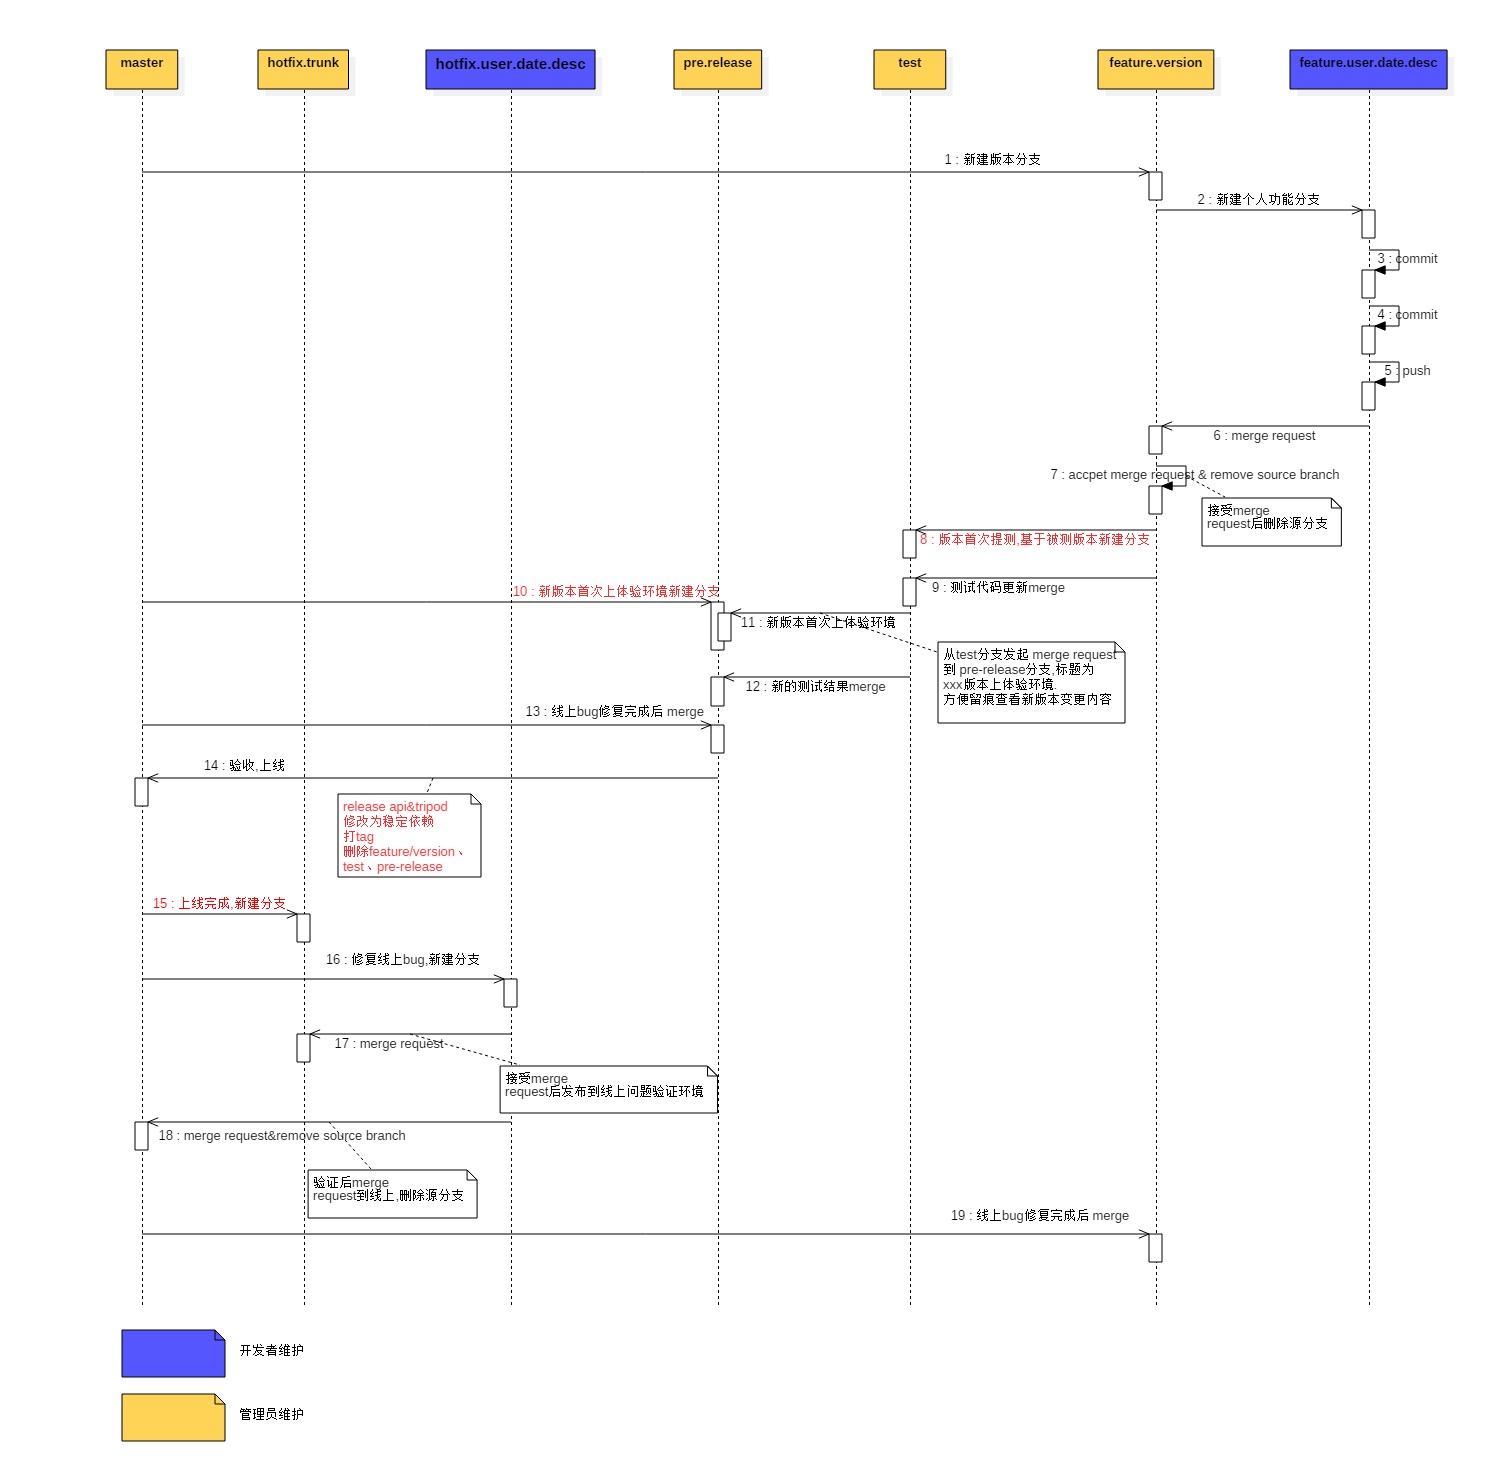 master
hotfix.trunk
hotfix.user.date.desc
pre.release
test
feature.version
feature.user.date.desc
1 : 新建版本分支
2 : 新建个人功能分支
3 : commit
4 : commit
5 : push
6 : merge request
7 : accpet merge request & remove source branch
接受merge
request后删除源分支
8 : 版本首次提测,基于被测版本新建分支
9 : 测试代码更新merge
10 : 新版本首次上体验环境新建分支
11 : 新版本首次上体验环境
从test分支发起 merge request
到 pre-release分支,标题为
xxx版本上体验环境.
方便留痕查看新版本变更内容
12 : 新的测试结果merge
13 : 线上bug修复完成后 merge
14 : 验收,上线
release api&tripod
修改为稳定依赖
打tag
删除feature/version、
test、pre-release
15 : 上线完成,新建分支
16 : 修复线上bug,新建分支
17 : merge request
接受merge
request后发布到线上问题验证环境
18 : merge request&remove source branch
验证后merge
request到线上,删除源分支
19 : 线上bug修复完成后 merge
开发者维护
管理员维护